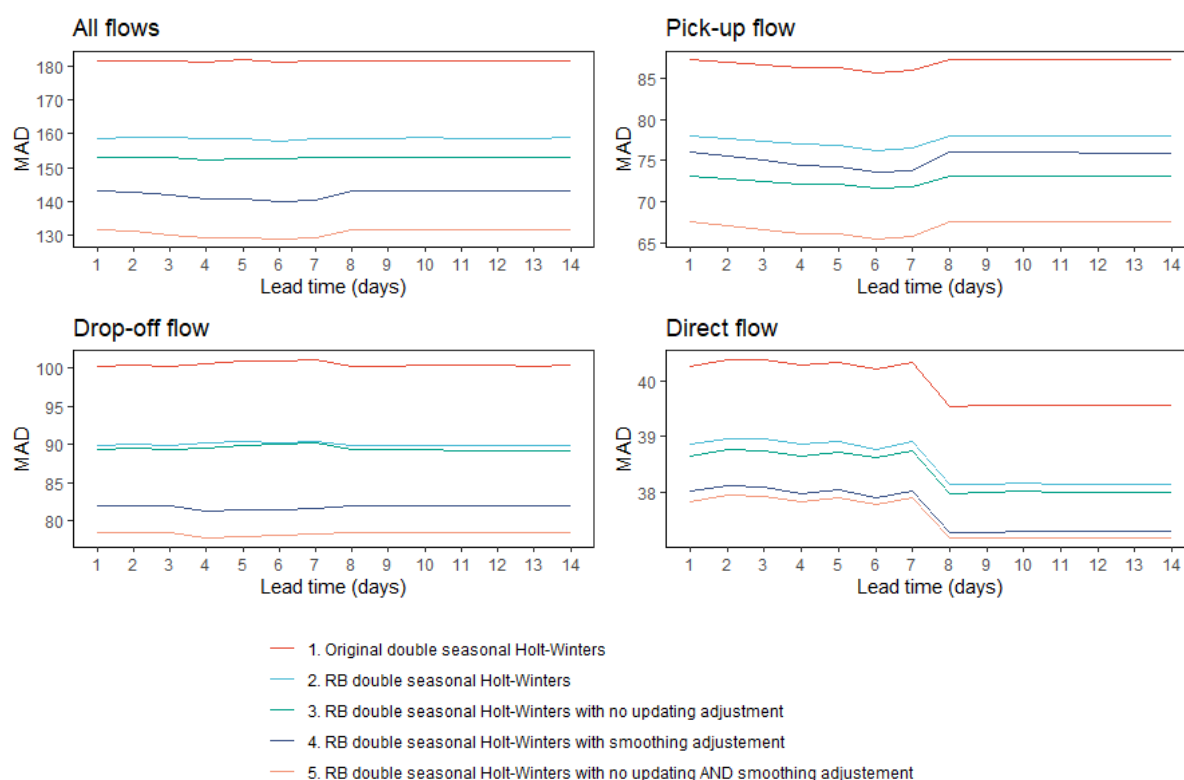 All flows
MAD
180
170
160
150
140
130
1 2 3 4 5 6 7 8 9 10 11 12 13 14
Lead time (days)
Pick-up flow
MAD
85
80
75
70
65
1 2 3 4 5 6 7 8 9 10 11 12 13 14
Lead time (days)
Drop-off flow
MAD
100
95
90
85
80
1 2 3 4 5 6 7 8 9 10 11 12 13 14
Lead time (days)
Direct flow
MAD
40
39
38
1 2 3 4 5 6 7 8 9 10 11 12 13 14
Lead time (days)
1. Original double seasonal Holt-Winters
2. RB double seasonal Holt-Winters
3. RB double seasonal Holt-Winters with no updating adjustment
4. RB double seasonal Holt-Winters with smoothing adjustement
5. RB double seasonal Holt-Winters with no updating AND smoothing adjustement